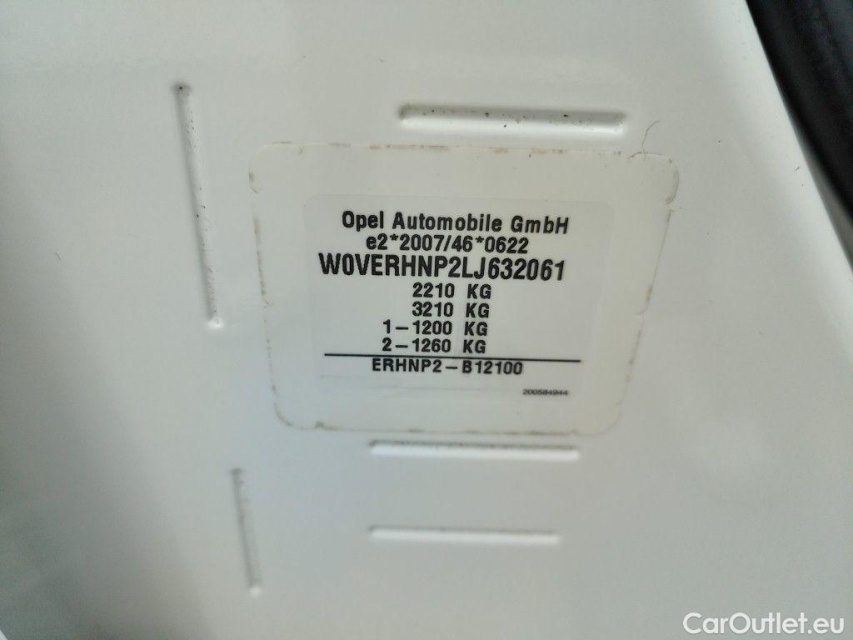 Opel Automobile GmbH
e2*2007/46*0622
W0VERHNP2LJ632061
2210 KG
3210 KG
1-1200 KG
2-1260 KG
ERHNP2-B12100
200584944
CarOutlet.eu